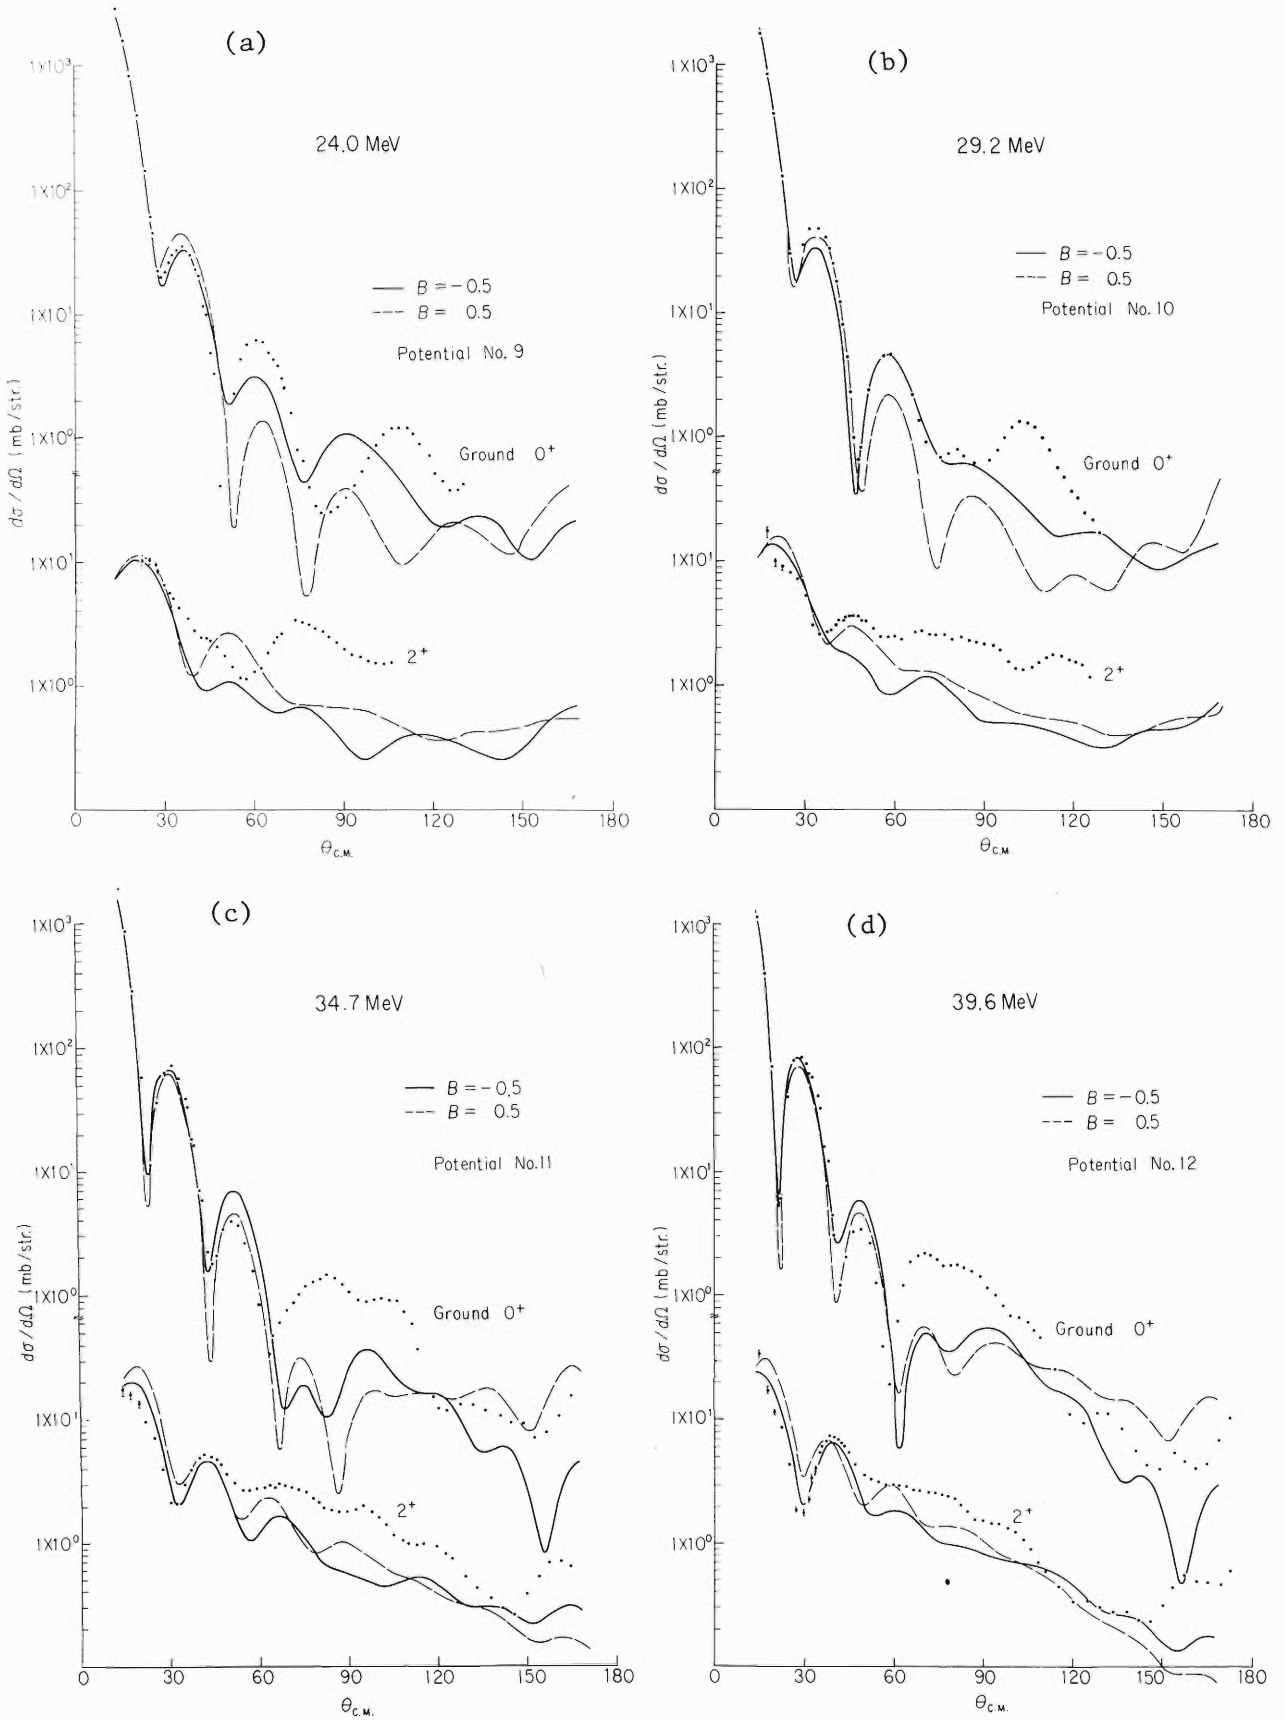 (a)
1X10³
1X10²
1X10¹
1X10⁰
1X10¹
1X10⁰
24.0 MeV
B = -0.5
B = 0.5
Potential No. 9
Ground 0⁺
2⁺
dσ/dΩ (mb/str.)
0 30 60 90 120 150 180
θ C.M.
(b)
1X10³
1X10²
1X10¹
1X10⁰
1X10¹
1X10⁰
29.2 MeV
B = -0.5
B = 0.5
Potential No. 10
Ground 0⁺
2⁺
dσ/dΩ (mb/str.)
0 30 60 90 120 150 180
θ C.M.
(c)
1X10³
1X10²
1X10¹
1X10⁰
1X10¹
1X10⁰
34.7 MeV
B = -0.5
B = 0.5
Potential No. 11
Ground 0⁺
2⁺
dσ/dΩ (mb/str.)
0 30 60 90 120 150 180
θ C.M.
(d)
1X10³
1X10²
1X10¹
1X10⁰
1X10¹
1X10⁰
39.6 MeV
B = -0.5
B = 0.5
Potential No. 12
Ground 0⁺
2⁺
dσ/dΩ (mb/str.)
0 30 60 90 120 150 180
θ C.M.